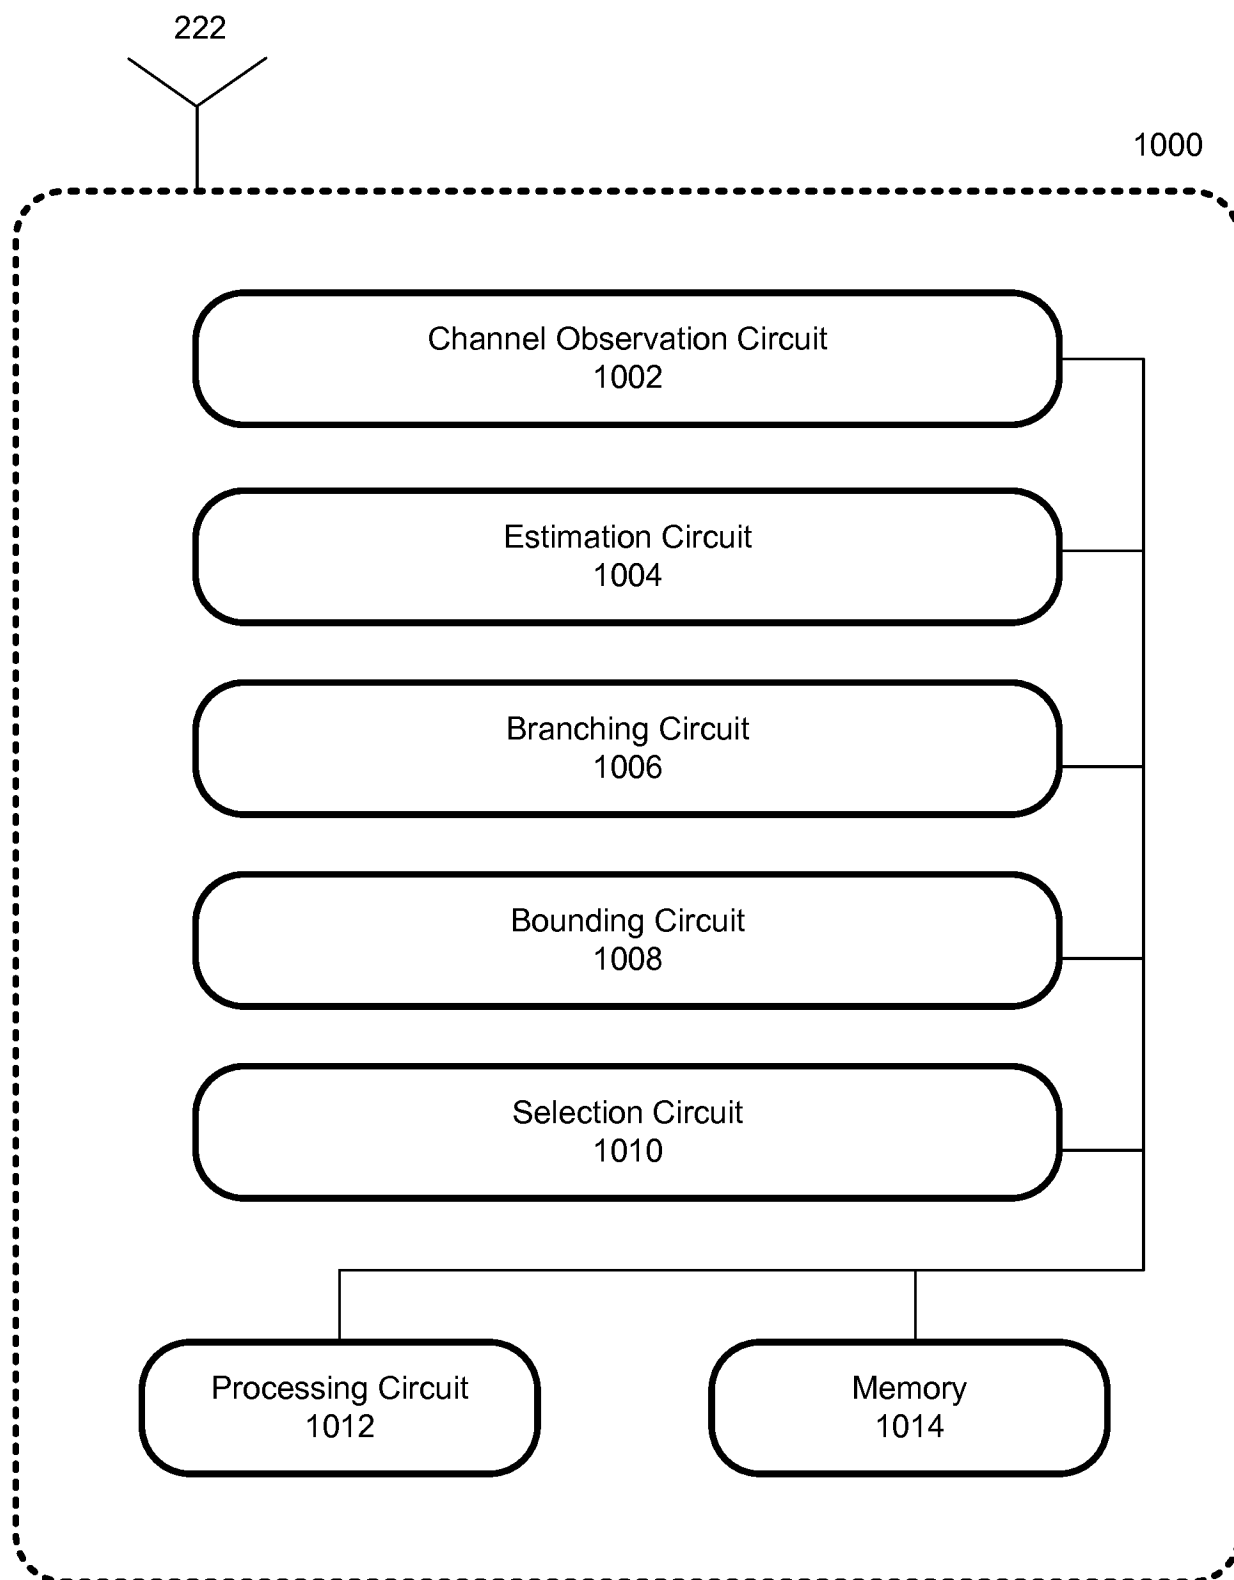 222
1000
Channel Observation Circuit
1002
Estimation Circuit
1004
Branching Circuit
1006
Bounding Circuit
1008
Selection Circuit
1010
Processing Circuit
1012
Memory
1014